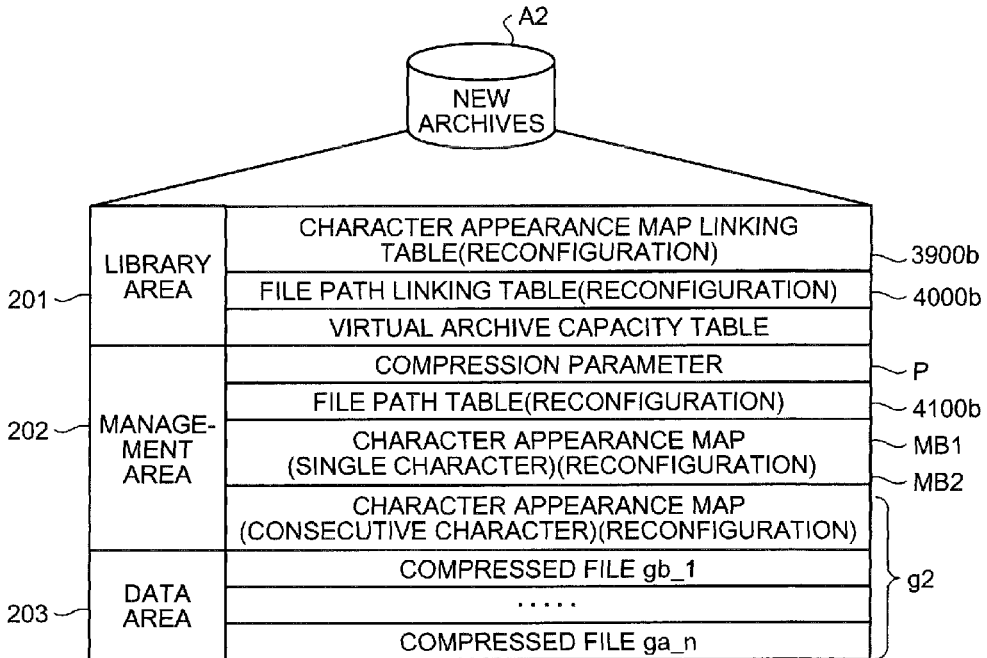 A2
NEW
ARCHIVES
201
LIBRARY
AREA
CHARACTER APPEARANCE MAP LINKING
TABLE(RECONFIGURATION)
3900b
FILE PATH LINKING TABLE(RECONFIGURATION)
4000b
VIRTUAL ARCHIVE CAPACITY TABLE
202
MANAGE-
MENT
AREA
COMPRESSION PARAMETER
P
FILE PATH TABLE(RECONFIGURATION)
4100b
CHARACTER APPEARANCE MAP
(SINGLE CHARACTER)(RECONFIGURATION)
MB1
MB2
CHARACTER APPEARANCE MAP
(CONSECUTIVE CHARACTER)(RECONFIGURATION)
203
DATA
AREA
COMPRESSED FILE gb_1
.....
COMPRESSED FILE ga_n
g2